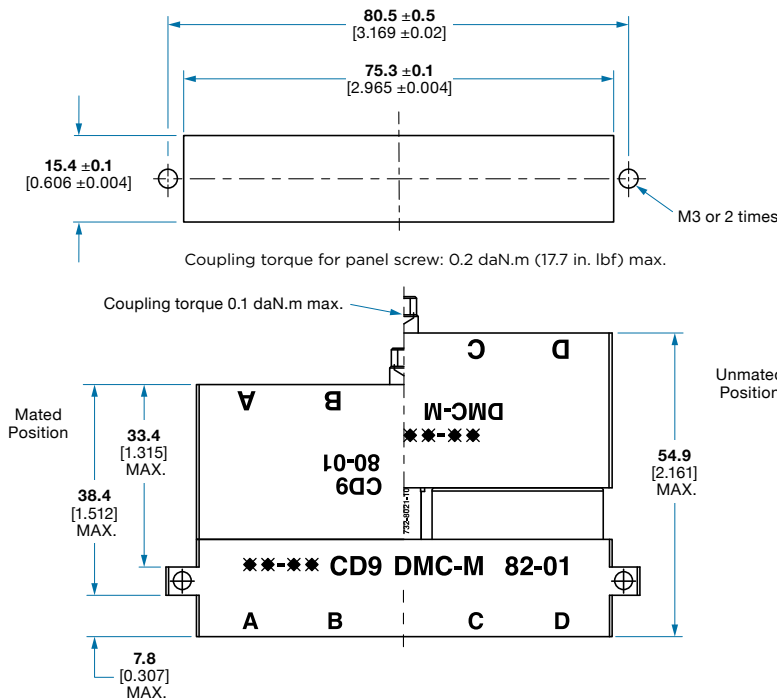 80.5 ±0.5
[3.169 ±0.02]
75.3 ±0.1
[2.965 ±0.004]
15.4 ±0.1
[0.606 ±0.004]
M3 or 2 times
Coupling torque for panel screw: 0.2 daN.m (17.7 in. lbf) max.
Coupling torque 0.1 daN.m max.
C D
A B
Mated
Position
Unmated
Position
DMC-M
✱✱-✱✱
33.4
[1.315]
MAX.
80-01
CD9
54.9
[2.161]
MAX.
38.4
[1.512]
MAX.
732-8021-10
✱✱-✱✱ CD9 DMC-M 82-01
A B C D
7.8
[0.307]
MAX.